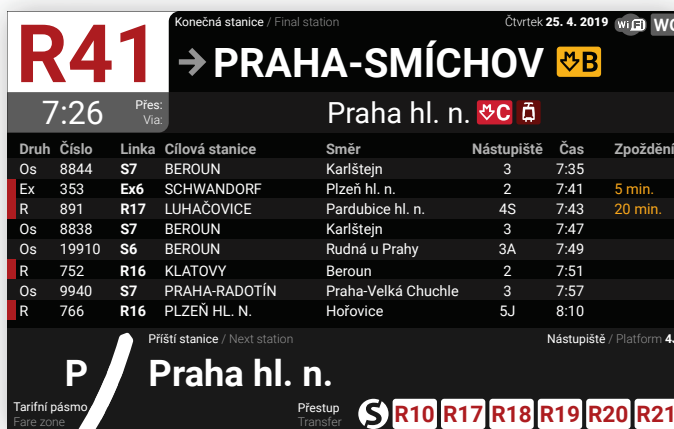 R41
Konečná stanice / Final station
Čtvrtek 25. 4. 2019 WiFi WC
→ PRAHA-SMÍCHOV B
7:26
Přes:
Via:
Praha hl. n. C
Druh Číslo Linka Cílová stanice Směr Nástupiště Čas Zpoždění
Os 8844 S7 BEROUN Karlštejn 3 7:35
Ex 353 Ex6 SCHWANDORF Plzeň hl. n. 2 7:41 5 min.
R 891 R17 LUHAČOVICE Pardubice hl. n. 4S 7:43 20 min.
Os 8838 S7 BEROUN Karlštejn 3 7:47
Os 19910 S6 BEROUN Rudná u Prahy 3A 7:49
R 752 R16 KLATOVY Beroun 2 7:51
Os 9940 S7 PRAHA-RADOTÍN Praha-Velká Chuchle 3 7:57
R 766 R16 PLZEŇ HL. N. Hořovice 5J 8:10
Příští stanice / Next station
Nástupiště / Platform 4J
P Praha hl. n.
Tarifní pásmo
Fare zone
Přestup
Transfer
S R10 R17 R18 R19 R20 R21